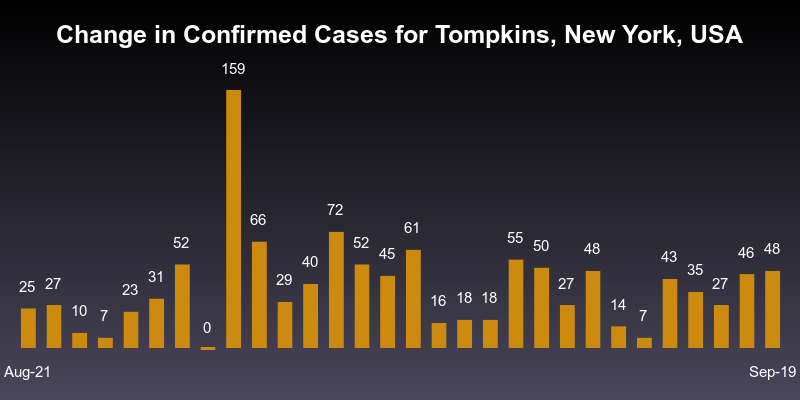 Change in Confirmed Cases for Tompkins, New York, USA
25 27 10 7 23 31 52 0 159 66 29 40 72 52 45 61 16 18 18 55 50 27 48 14 7 43 35 27 46 48
Aug-21 Sep-19